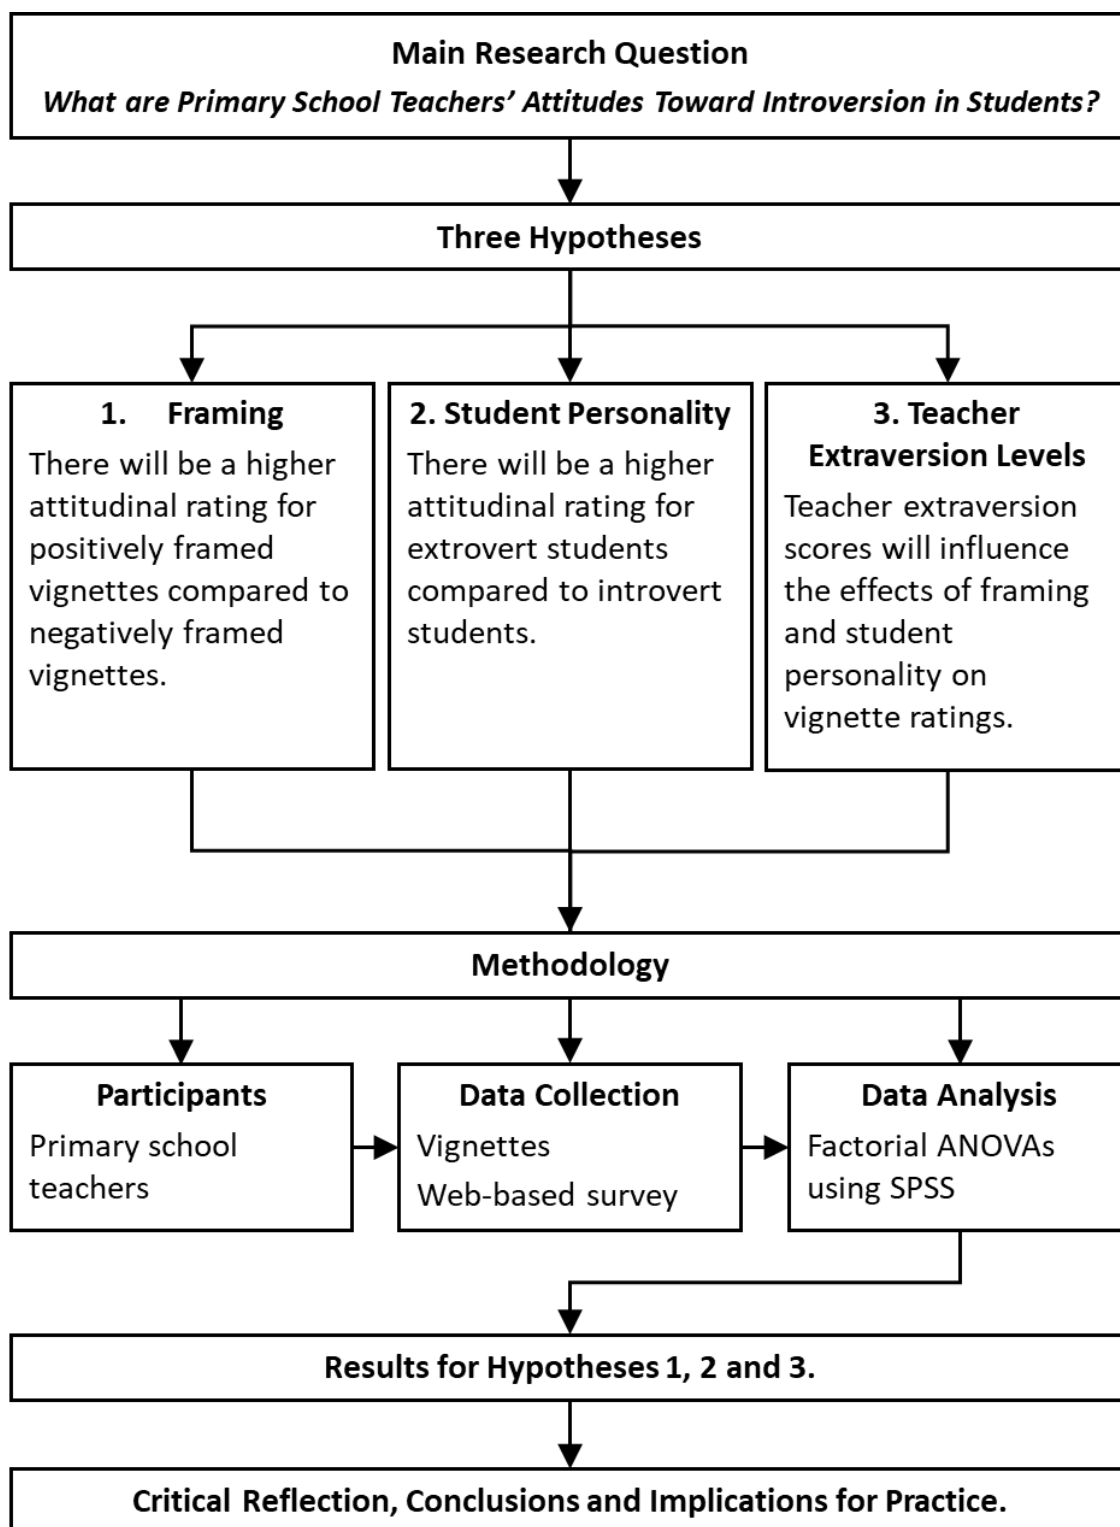 Main Research Question
What are Primary School Teachers’ Attitudes Toward Introversion in Students?
Three Hypotheses
1. Framing
There will be a higher
attitudinal rating for
positively framed
vignettes compared to
negatively framed
vignettes.
2. Student Personality
There will be a higher
attitudinal rating for
extrovert students
compared to introvert
students.
3. Teacher
Extraversion Levels
Teacher extraversion
scores will influence
the effects of framing
and student
personality on
vignette ratings.
Methodology
Participants
Primary school
teachers
Data Collection
Vignettes
Web-based survey
Data Analysis
Factorial ANOVAs
using SPSS
Results for Hypotheses 1, 2 and 3.
Critical Reflection, Conclusions and Implications for Practice.